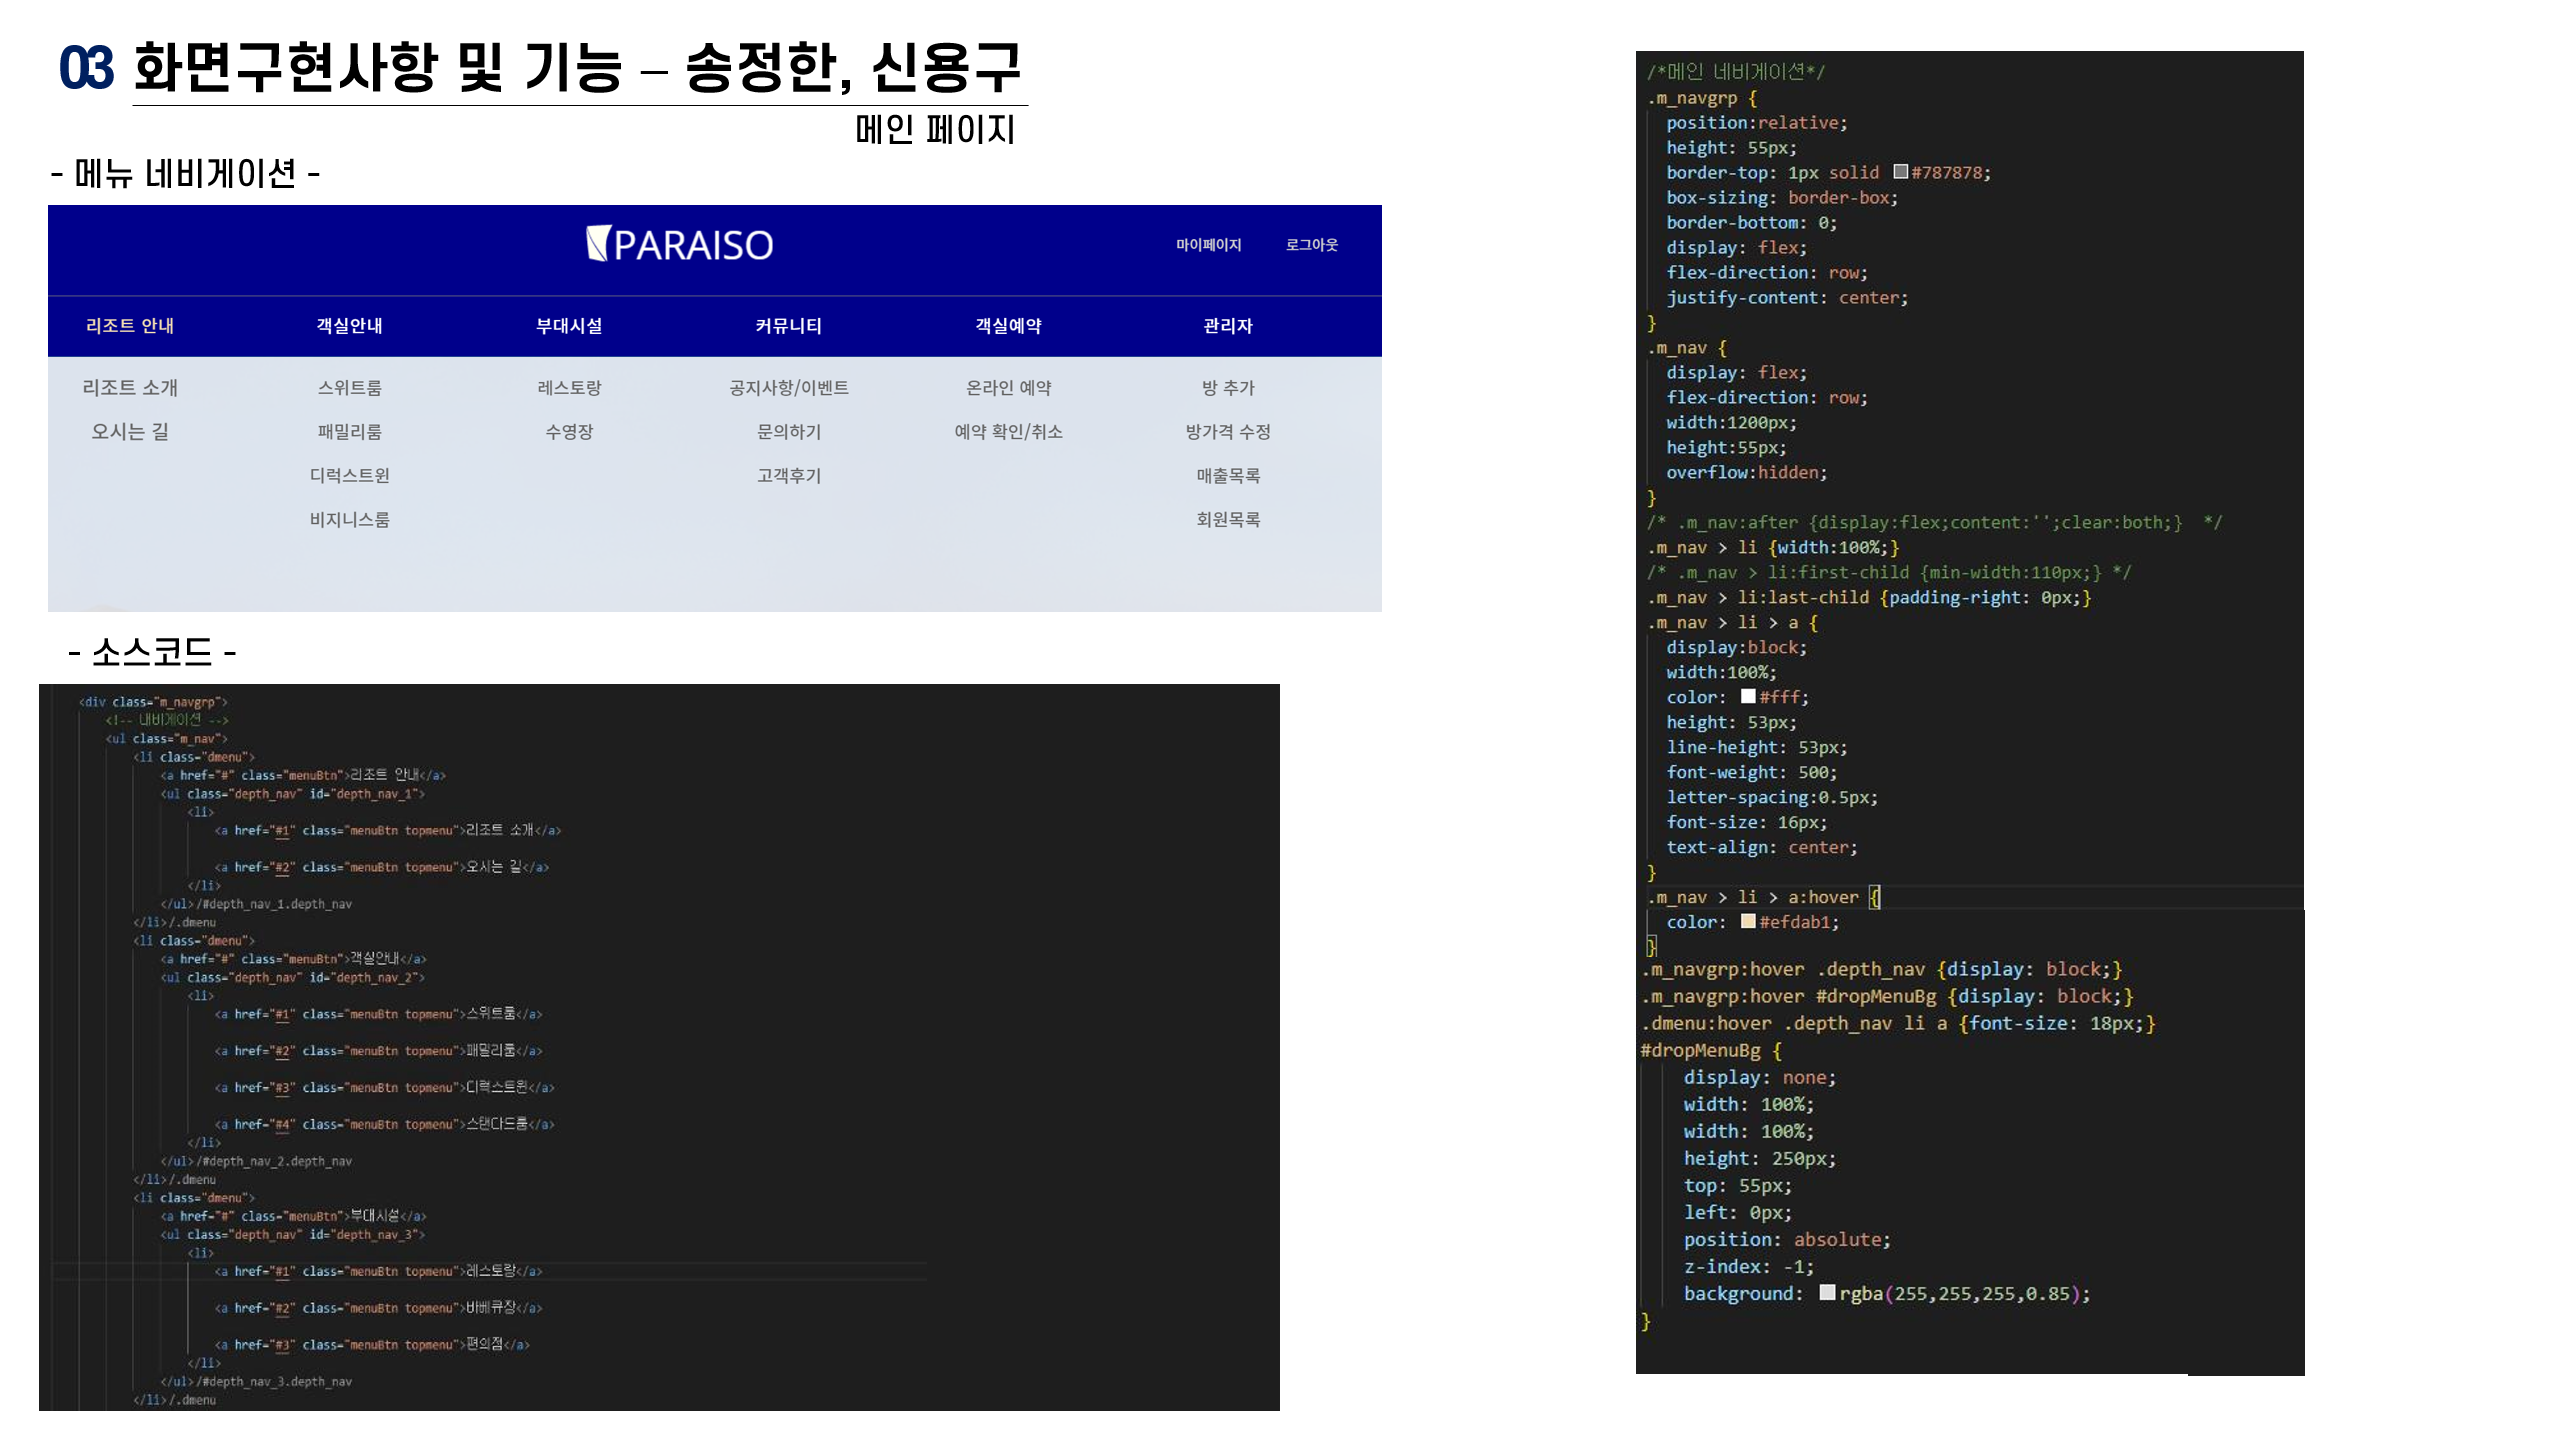 03 화면구현사항 및 기능 – 송정한, 신용구
메인 페이지
- 메뉴 네비게이션 -
PARAISO
마이페이지 로그아웃
리조트 안내 객실안내 부대시설 커뮤니티 객실예약 관리자
리조트 소개 스위트룸 레스토랑 공지사항/이벤트 온라인 예약 방 추가
오시는 길 패밀리룸 수영장 문의하기 예약 확인/취소 방가격 수정
디럭스트윈 고객후기 매출목록
비지니스룸 회원목록
- 소스코드 -
<div class="m_navgrp">
<!-- 내비게이션 -->
<ul class="m_nav">
<li class="dmenu">
<a href="#" class="menuBtn">리조트 안내</a>
<ul class="depth_nav" id="depth_nav_1">
<li>
<a href="#1" class="menuBtn topmenu">리조트 소개</a>
<a href="#2" class="menuBtn topmenu">오시는 길</a>
</li>
</ul>/#depth_nav_1.depth_nav
</li>/.dmenu
<li class="dmenu">
<a href="#" class="menuBtn">객실안내</a>
<ul class="depth_nav" id="depth_nav_2">
<li>
<a href="#1" class="menuBtn topmenu">스위트룸</a>
<a href="#2" class="menuBtn topmenu">패밀리룸</a>
<a href="#3" class="menuBtn topmenu">디럭스트윈</a>
<a href="#4" class="menuBtn topmenu">스탠다드룸</a>
</li>
</ul>/#depth_nav_2.depth_nav
</li>/.dmenu
<li class="dmenu">
<a href="#" class="menuBtn">부대시설</a>
<ul class="depth_nav" id="depth_nav_3">
<li>
<a href="#1" class="menuBtn topmenu">레스토랑</a>
<a href="#2" class="menuBtn topmenu">바베큐장</a>
<a href="#3" class="menuBtn topmenu">편의점</a>
</li>
</ul>/#depth_nav_3.depth_nav
</li>/.dmenu
/*메인 네비게이션*/
.m_navgrp {
position:relative;
height: 55px;
border-top: 1px solid #787878;
box-sizing: border-box;
border-bottom: 0;
display: flex;
flex-direction: row;
justify-content: center;
}
.m_nav {
display: flex;
flex-direction: row;
width:1200px;
height:55px;
overflow:hidden;
}
/* .m_nav:after {display:flex;content:'';clear:both;}  */
.m_nav > li {width:100%;}
/* .m_nav > li:first-child {min-width:110px;} */
.m_nav > li:last-child {padding-right: 0px;}
.m_nav > li > a {
display:block;
width:100%;
color: #fff;
height: 53px;
line-height: 53px;
font-weight: 500;
letter-spacing:0.5px;
font-size: 16px;
text-align: center;
}
.m_nav > li > a:hover {
color: #efdab1;
}
.m_navgrp:hover .depth_nav {display: block;}
.m_navgrp:hover #dropMenuBg {display: block;}
.dmenu:hover .depth_nav li a {font-size: 18px;}
#dropMenuBg {
display: none;
width: 100%;
width: 100%;
height: 250px;
top: 55px;
left: 0px;
position: absolute;
z-index: -1;
background: rgba(255,255,255,0.85);
}